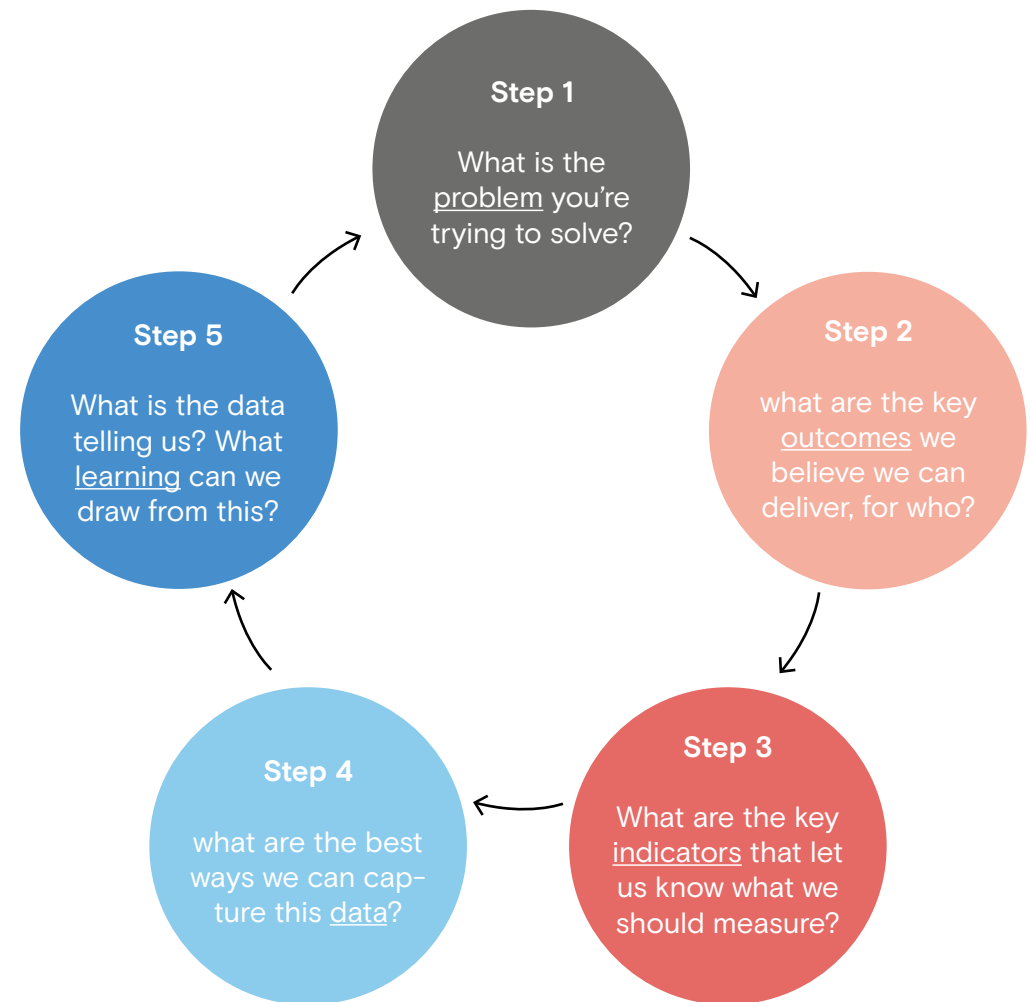 Step 1
What is the
problem you’re
trying to solve?
Step 2
what are the key
outcomes we
believe we can
deliver, for who?
Step 3
What are the key
indicators that let
us know what we
should measure?
Step 4
what are the best
ways we can cap-
ture this data?
Step 5
What is the data
telling us? What
learning can we
draw from this?